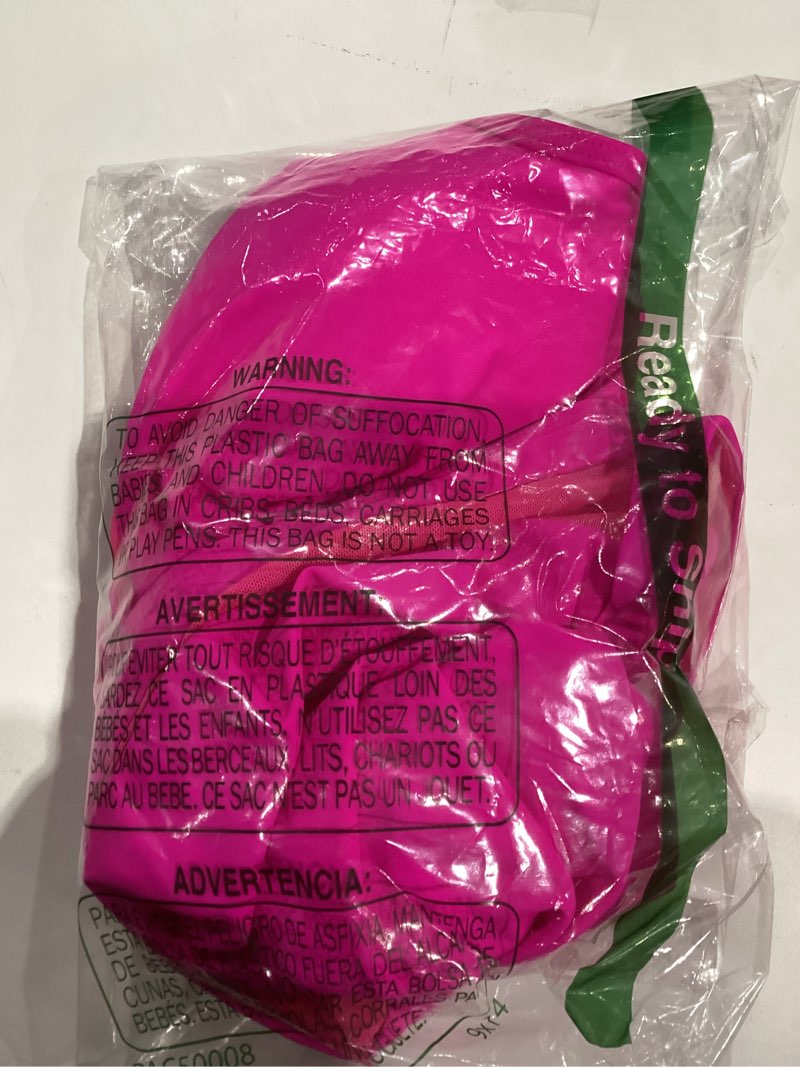 WARNING:
TO AVOID DANGER OF SUFFOCATION,
KEEP THIS PLASTIC BAG AWAY FROM
BABIES AND CHILDREN. DO NOT USE
THIS BAG IN CRIBS, BEDS, CARRIAGES
PLAY PENS. THIS BAG IS NOT A TOY.
AVERTISSEMENT:
ÉVITER TOUT RISQUE D'ÉTOUFFEMENT,
GARDEZ CE SAC EN PLASTIQUE LOIN DES
BÉBÉS ET LES ENFANTS, N'UTILISEZ PAS CE
SAC DANS LES BERCEAUX, LITS, CHARIOTS OU
PARC AU BEBE. CE SAC N'EST PAS UN JOUET.
ADVERTENCIA:
PELIGRO DE ASFIXIA, MANTENGA
FUERA DEL
DE ESTA BOLSA
CUNAS, CORRALES
BEBÉS. ESTA
9x14
Ready to